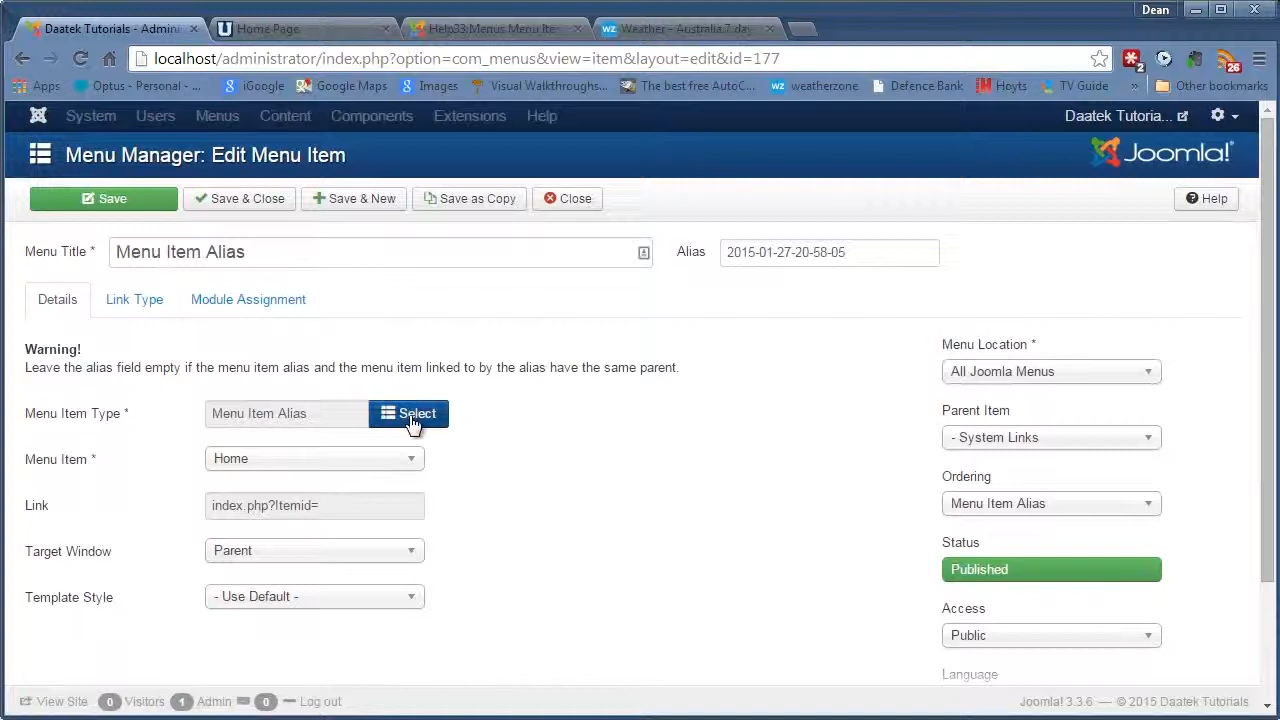 Dean
Daatek Tutorials - Admini
Home Page
Help33:Menus Menu Ite
Weather - Australia 7 day
localhost/administrator/index.php?option=com_menus&view=item&layout=edit&id=177
2
26
Apps
Optus - Personal - ...
iGoogle
Google Maps
Images
Visual Walkthroughs...
The best free AutoC...
weatherzone
Defence Bank
Hoyts
TV Guide
»
Other bookmarks
System
Users
Menus
Content
Components
Extensions
Help
Daatek Tutoria...
Menu Manager: Edit Menu Item
Joomla!
Save
Save & Close
Save & New
Save as Copy
Close
Help
Menu Title *
Menu Item Alias
Alias
2015-01-27-20-58-05
Details
Link Type
Module Assignment
Warning!
Leave the alias field empty if the menu item alias and the menu item linked to by the alias have the same parent.
Menu Item Type *
Menu Item Alias
Select
Menu Item *
Home
Link
index.php?Itemid=
Target Window
Parent
Template Style
- Use Default -
Menu Location *
All Joomla Menus
Parent Item
- System Links
Ordering
Menu Item Alias
Status
Published
Access
Public
Language
View Site
0
Visitors
1
Admin
0
Log out
Joomla! 3.3.6 — © 2015 Daatek Tutorials